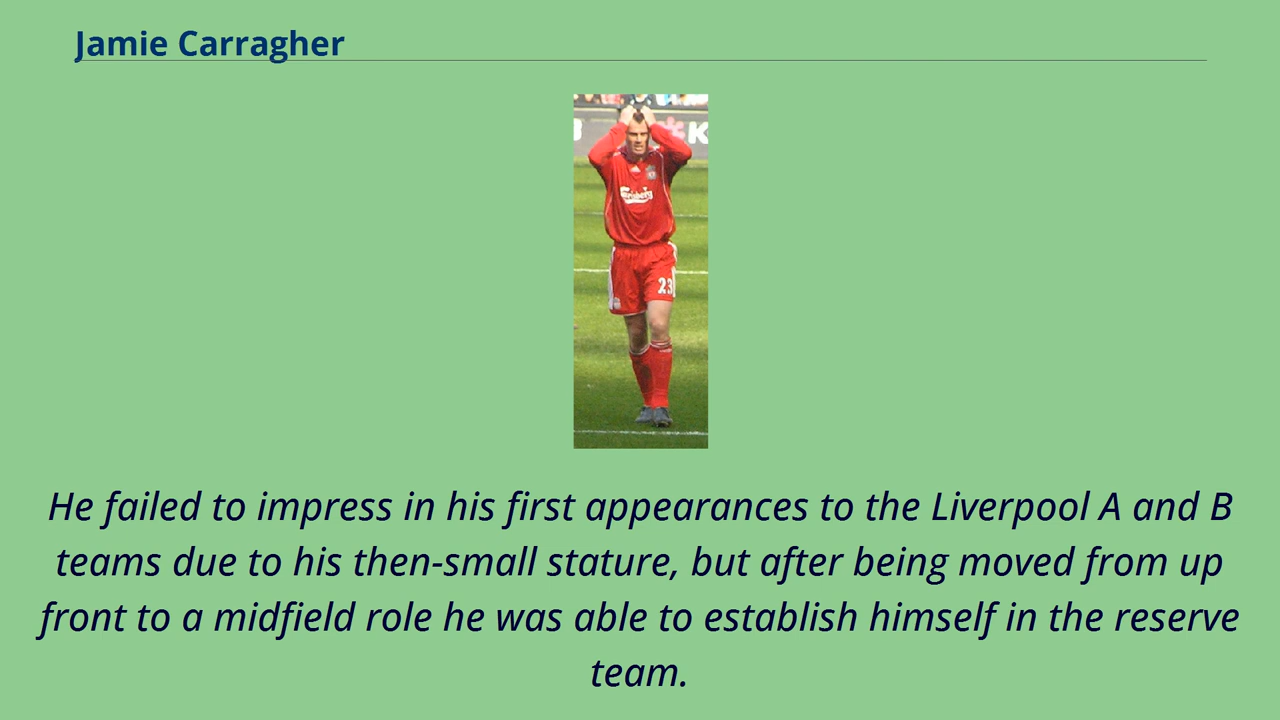 Jamie Carragher
K
Carlsberg
23
He failed to impress in his first appearances to the Liverpool A and B
teams due to his then-small stature, but after being moved from up
front to a midfield role he was able to establish himself in the reserve
team.